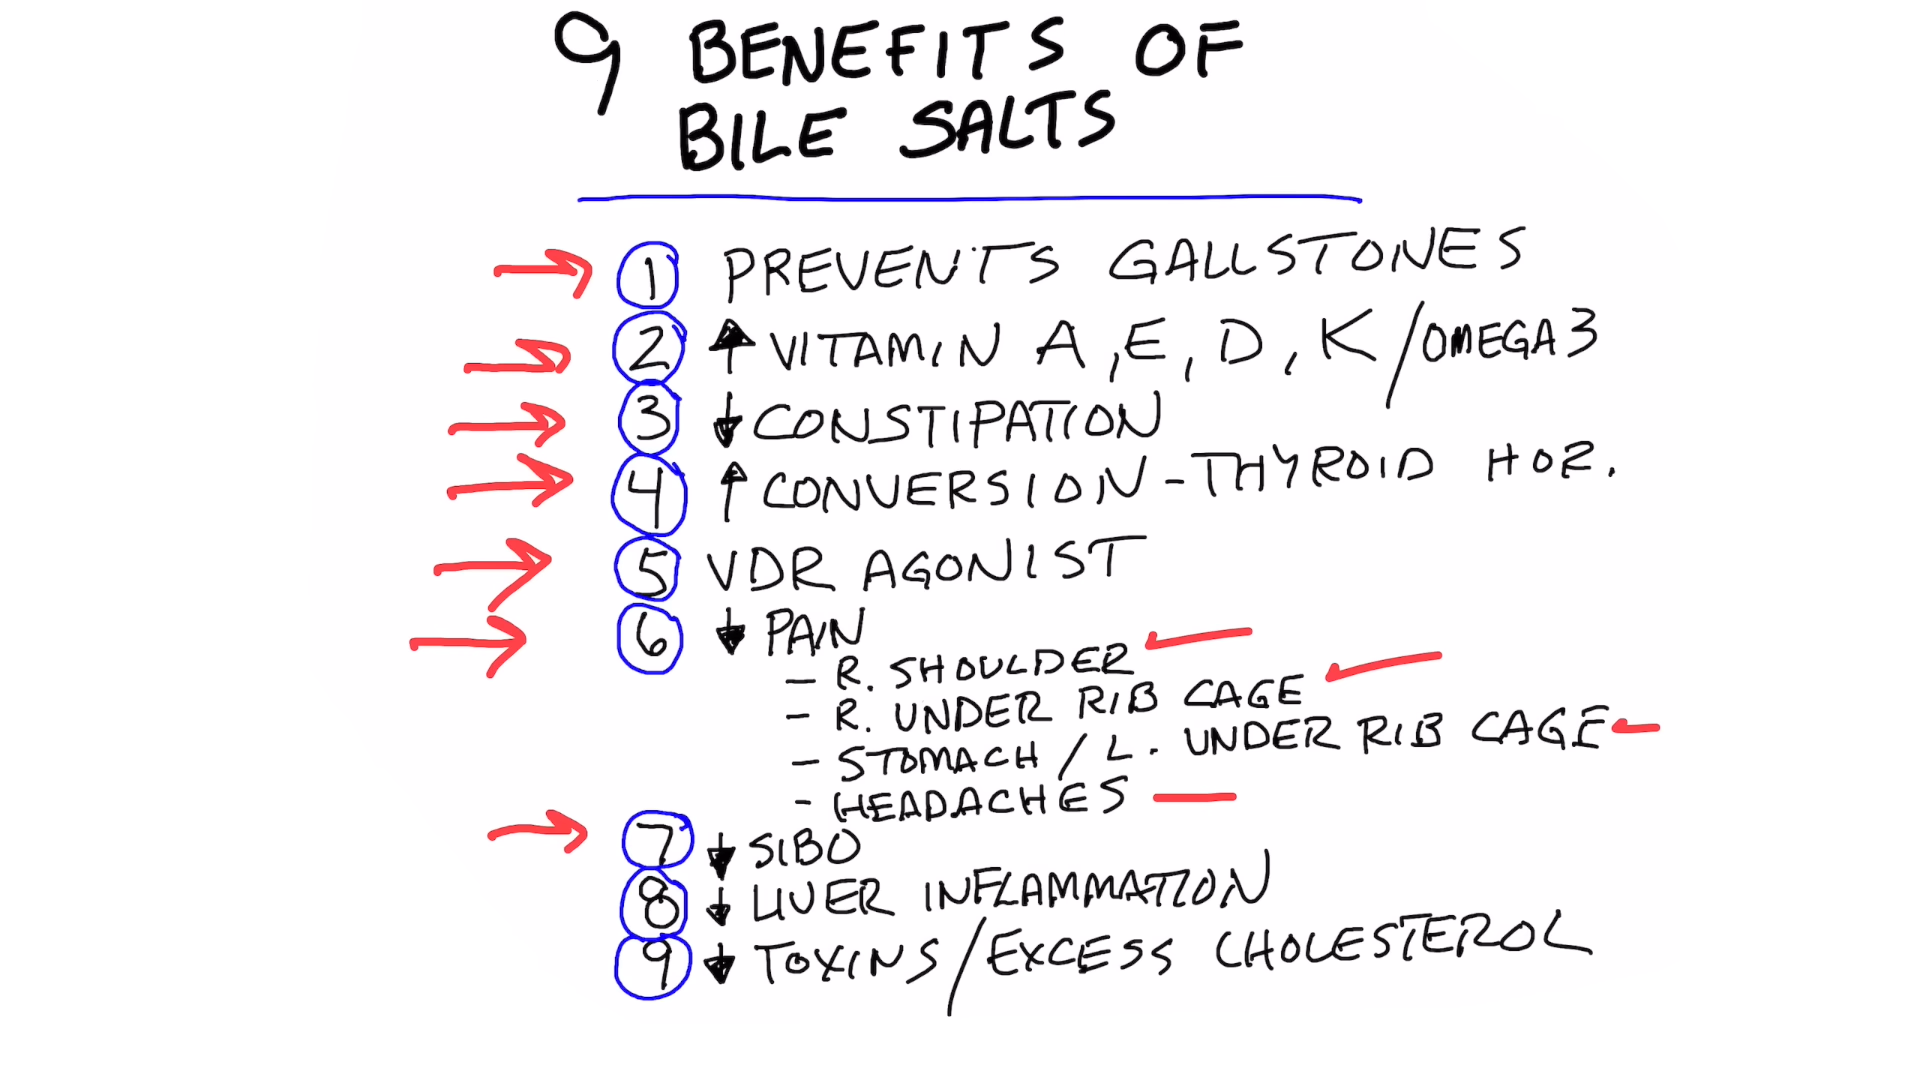 9 BENEFITS OF
BILE SALTS
1 PREVENTS GALLSTONES
2 ↑ VITAMIN A, E, D, K/OMEGA 3
3 ↓ CONSTIPATION
4 ↑ CONVERSION - THYROID HOR.
5 VDR AGONIST
6 ↓ PAIN
- R. SHOULDER
- R. UNDER RIB CAGE
- STOMACH / L. UNDER RIB CAGE
- HEADACHES
7 ↓ SIBO
8 ↓ LIVER INFLAMMATION
9 ↓ TOXINS/EXCESS CHOLESTEROL